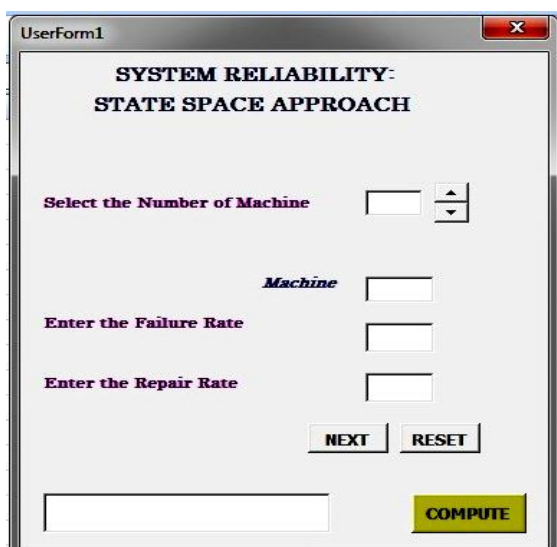 UserForm1
SYSTEM RELIABILITY:
STATE SPACE APPROACH
Select the Number of Machine
Machine
Enter the Failure Rate
Enter the Repair Rate
NEXT RESET
COMPUTE